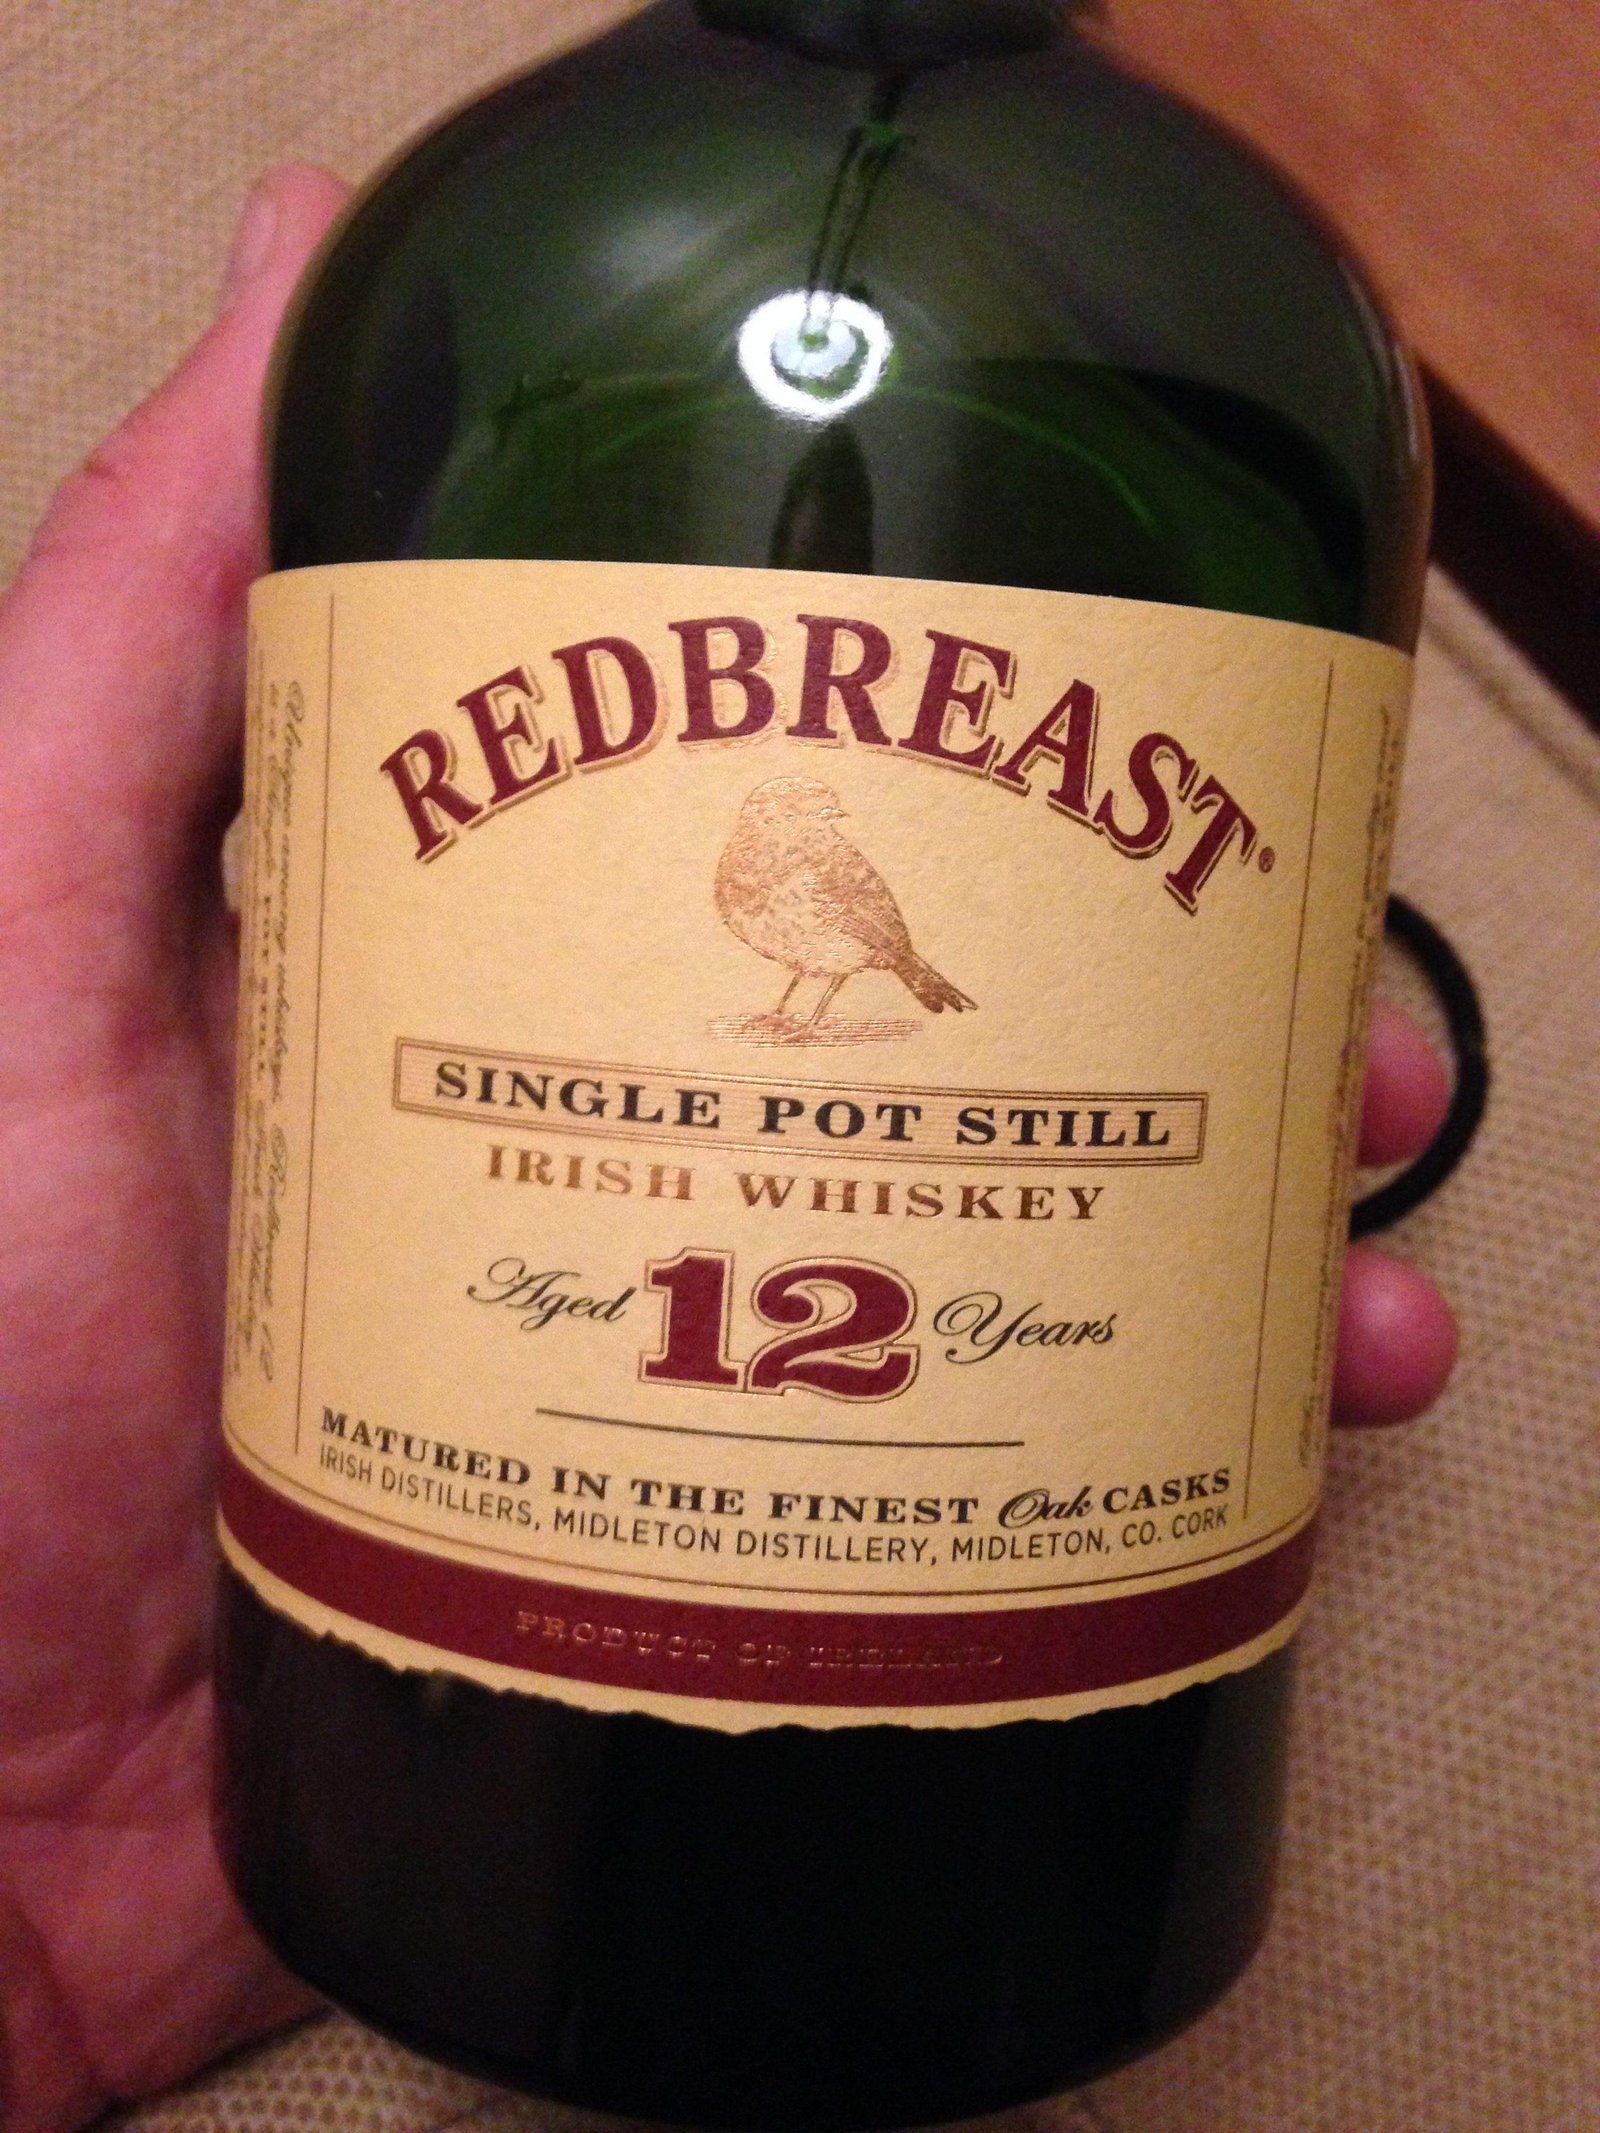 REDBREAST®
SINGLE POT STILL
IRISH WHISKEY
Aged 12 Years
MATURED IN THE FINEST Oak CASKS
IRISH DISTILLERS, MIDLETON DISTILLERY, MIDLETON, CO. CORK
PRODUCT OF IRELAND